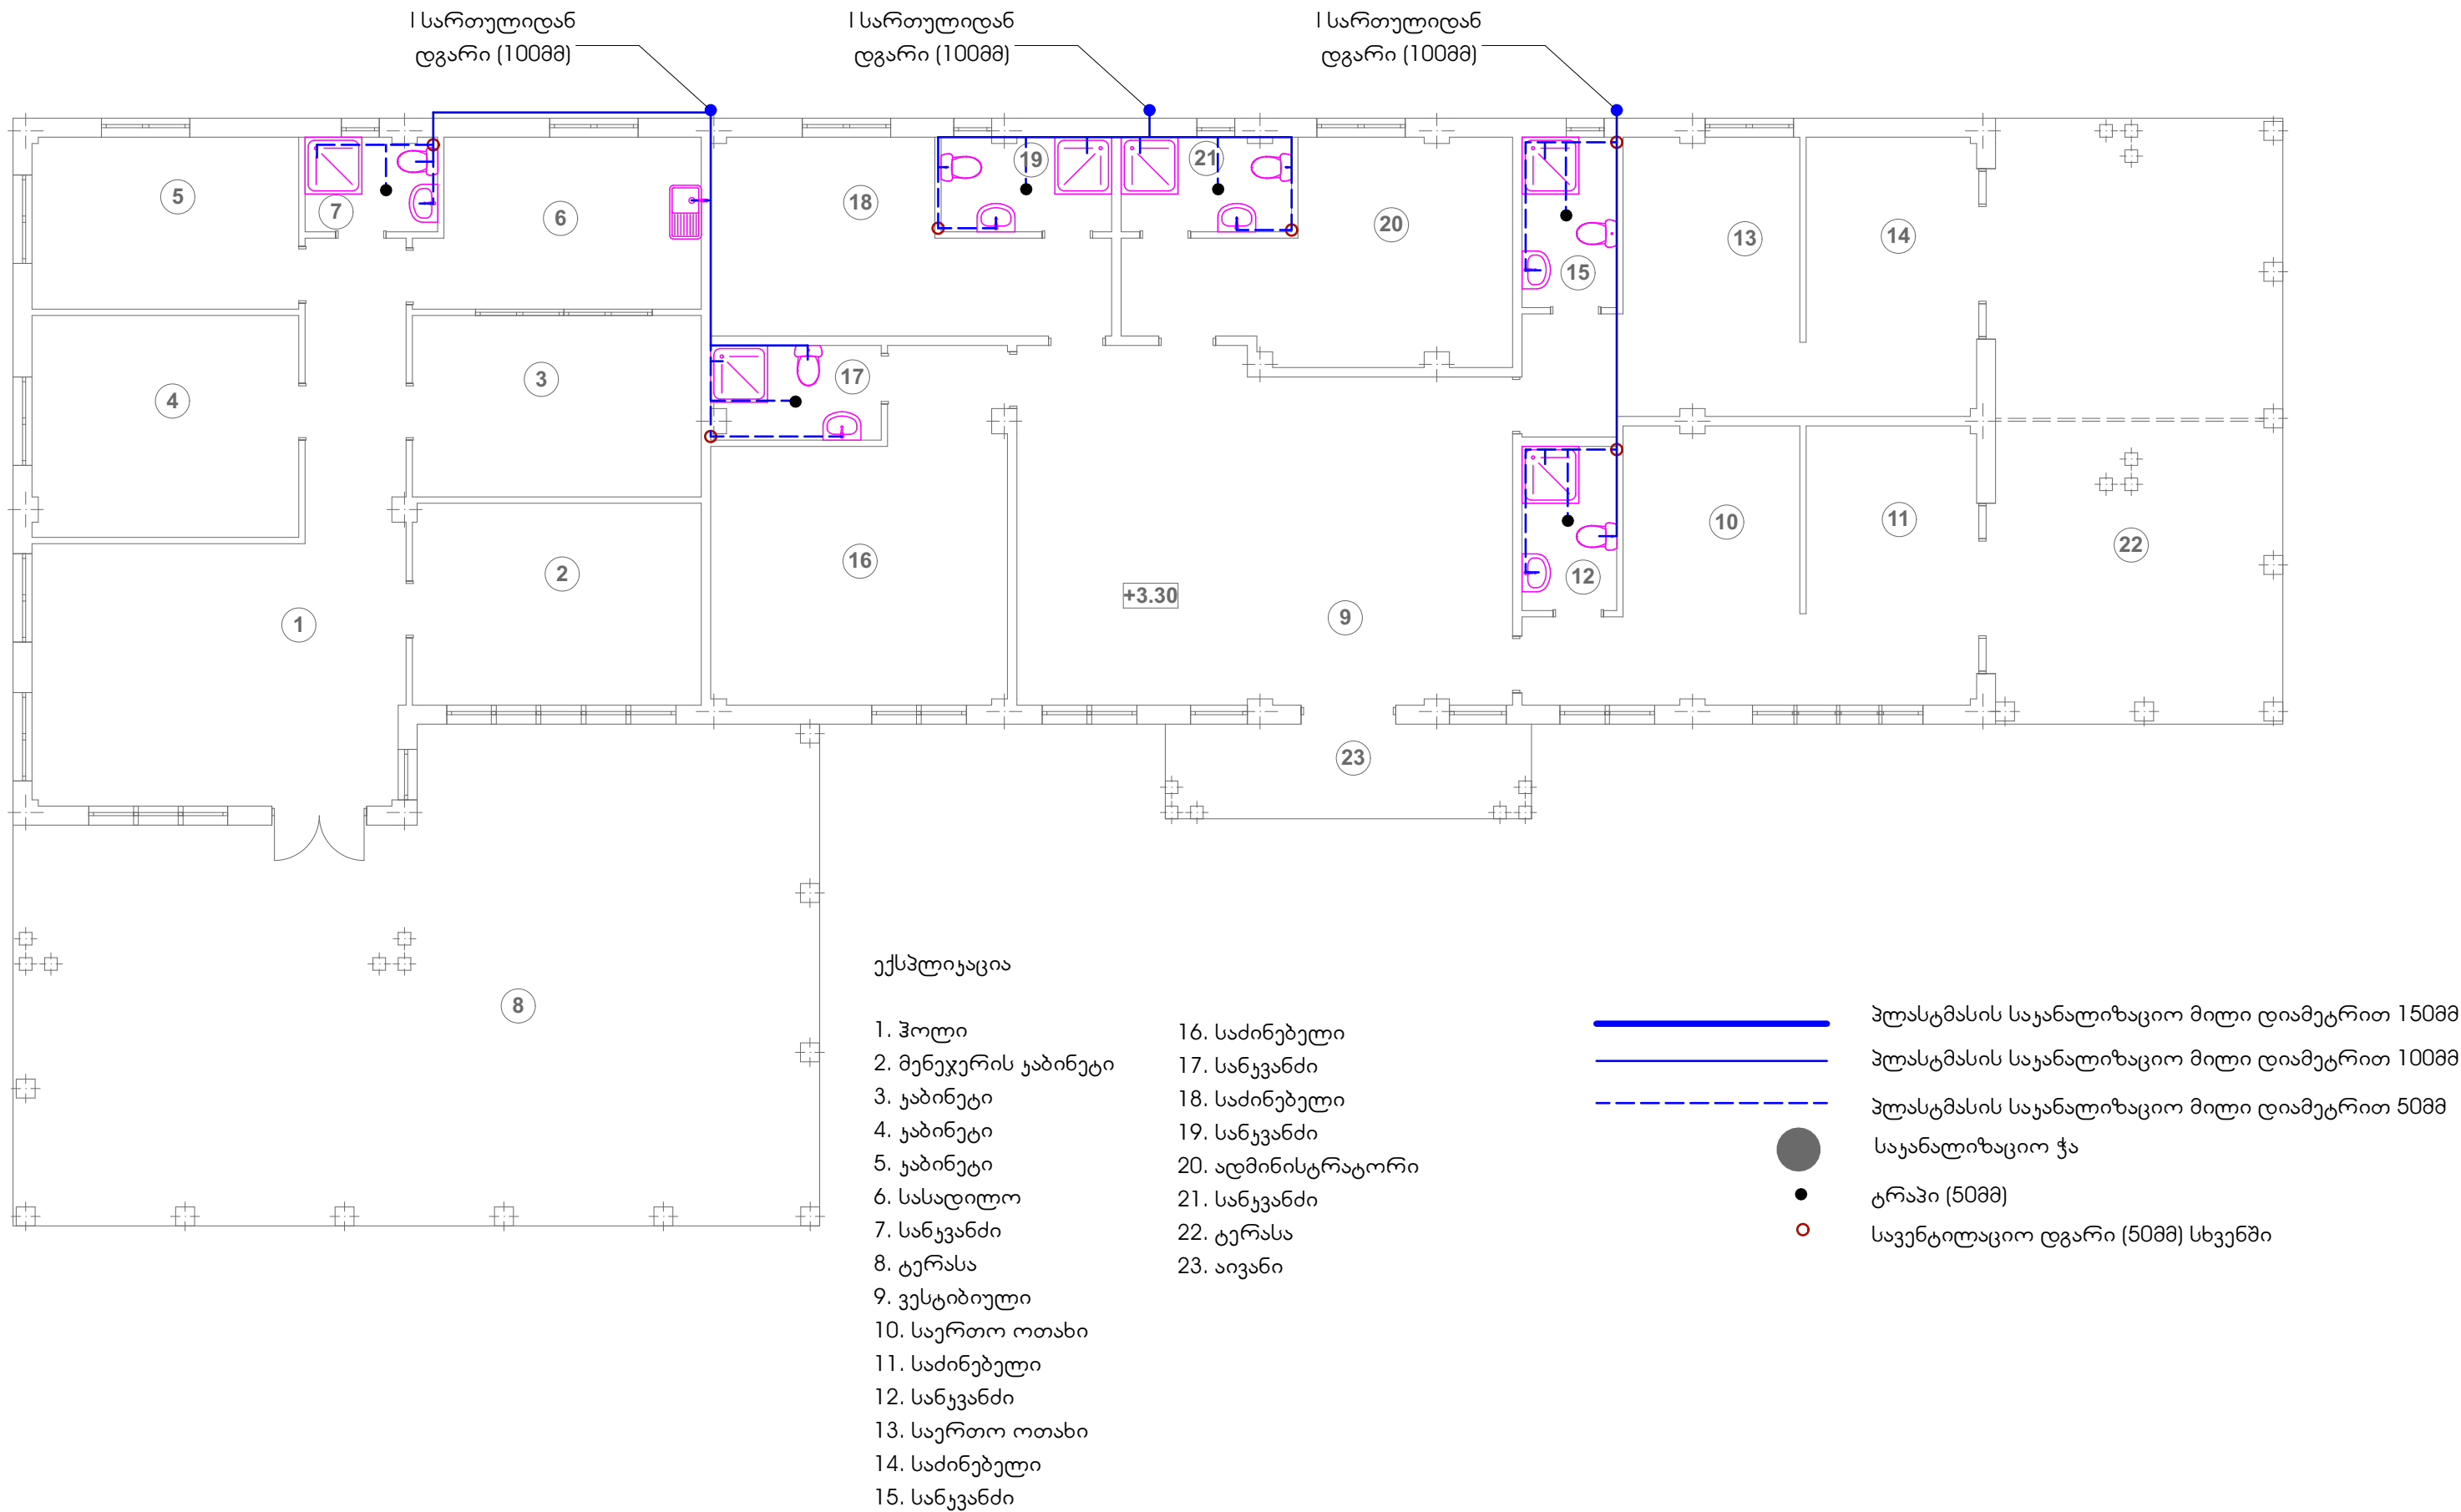 I სართულიდან
დგარი (100მმ)
I სართულიდან
დგარი (100მმ)
I სართულიდან
დგარი (100მმ)
5
7
6
18
19
21
20
15
13
14
4
3
17
2
16
10
11
12
22
1
+3.30
9
23
8
ექსპლიკაცია
1. ჰოლი
2. მენეჯერის კაბინეტი
3. კაბინეტი
4. კაბინეტი
5. კაბინეტი
6. სასადილო
7. სანკვანძი
8. ტერასა
9. ვესტიბიული
10. საერთო ოთახი
11. საძინებელი
12. სანკვანძი
13. საერთო ოთახი
14. საძინებელი
15. სანკვანძი
16. საძინებელი
17. სანკვანძი
18. საძინებელი
19. სანკვანძი
20. ადმინისტრატორი
21. სანკვანძი
22. ტერასა
23. აივანი
პლასტმასის საკანალიზაციო მილი დიამეტრით 150მმ
პლასტმასის საკანალიზაციო მილი დიამეტრით 100მმ
პლასტმასის საკანალიზაციო მილი დიამეტრით 50მმ
საკანალიზაციო ჭა
ტრაპი (50მმ)
სავენტილაციო დგარი (50მმ) სხვენში